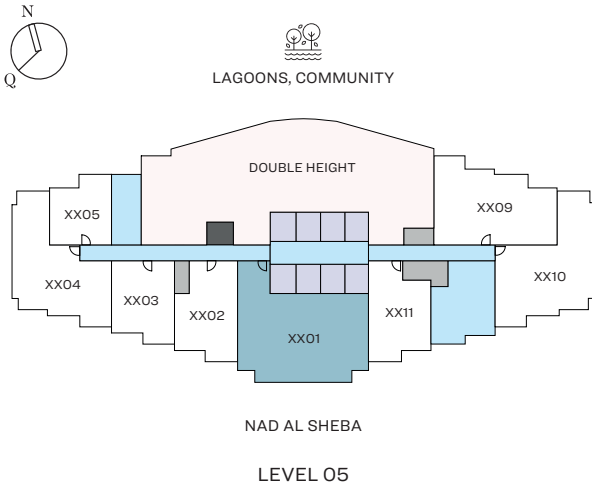 N
Q
LAGOONS, COMMUNITY
DOUBLE HEIGHT
XX05
XX09
XX04
XX03
XX02
XX01
XX11
XX10
NAD AL SHEBA
LEVEL 05